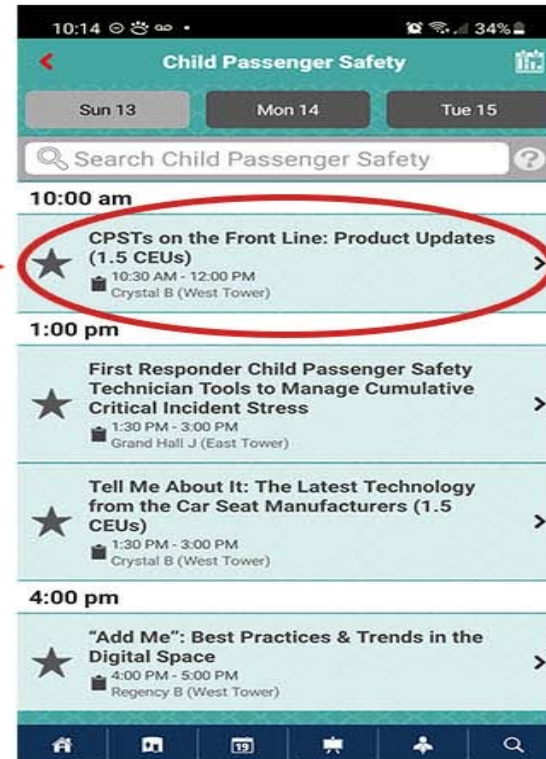 10:14
34%
Child Passenger Safety
Sun 13
Mon 14
Tue 15
Search Child Passenger Safety
?
10:00 am
CPSTs on the Front Line: Product Updates
(1.5 CEUs)
10:30 AM - 12:00 PM
Crystal B (West Tower)
1:00 pm
First Responder Child Passenger Safety
Technician Tools to Manage Cumulative
Critical Incident Stress
1:30 PM - 3:00 PM
Grand Hall J (East Tower)
Tell Me About It: The Latest Technology
from the Car Seat Manufacturers (1.5
CEUs)
1:30 PM - 3:00 PM
Crystal B (West Tower)
4:00 pm
"Add Me": Best Practices & Trends in the
Digital Space
4:00 PM - 5:00 PM
Regency B (West Tower)
19